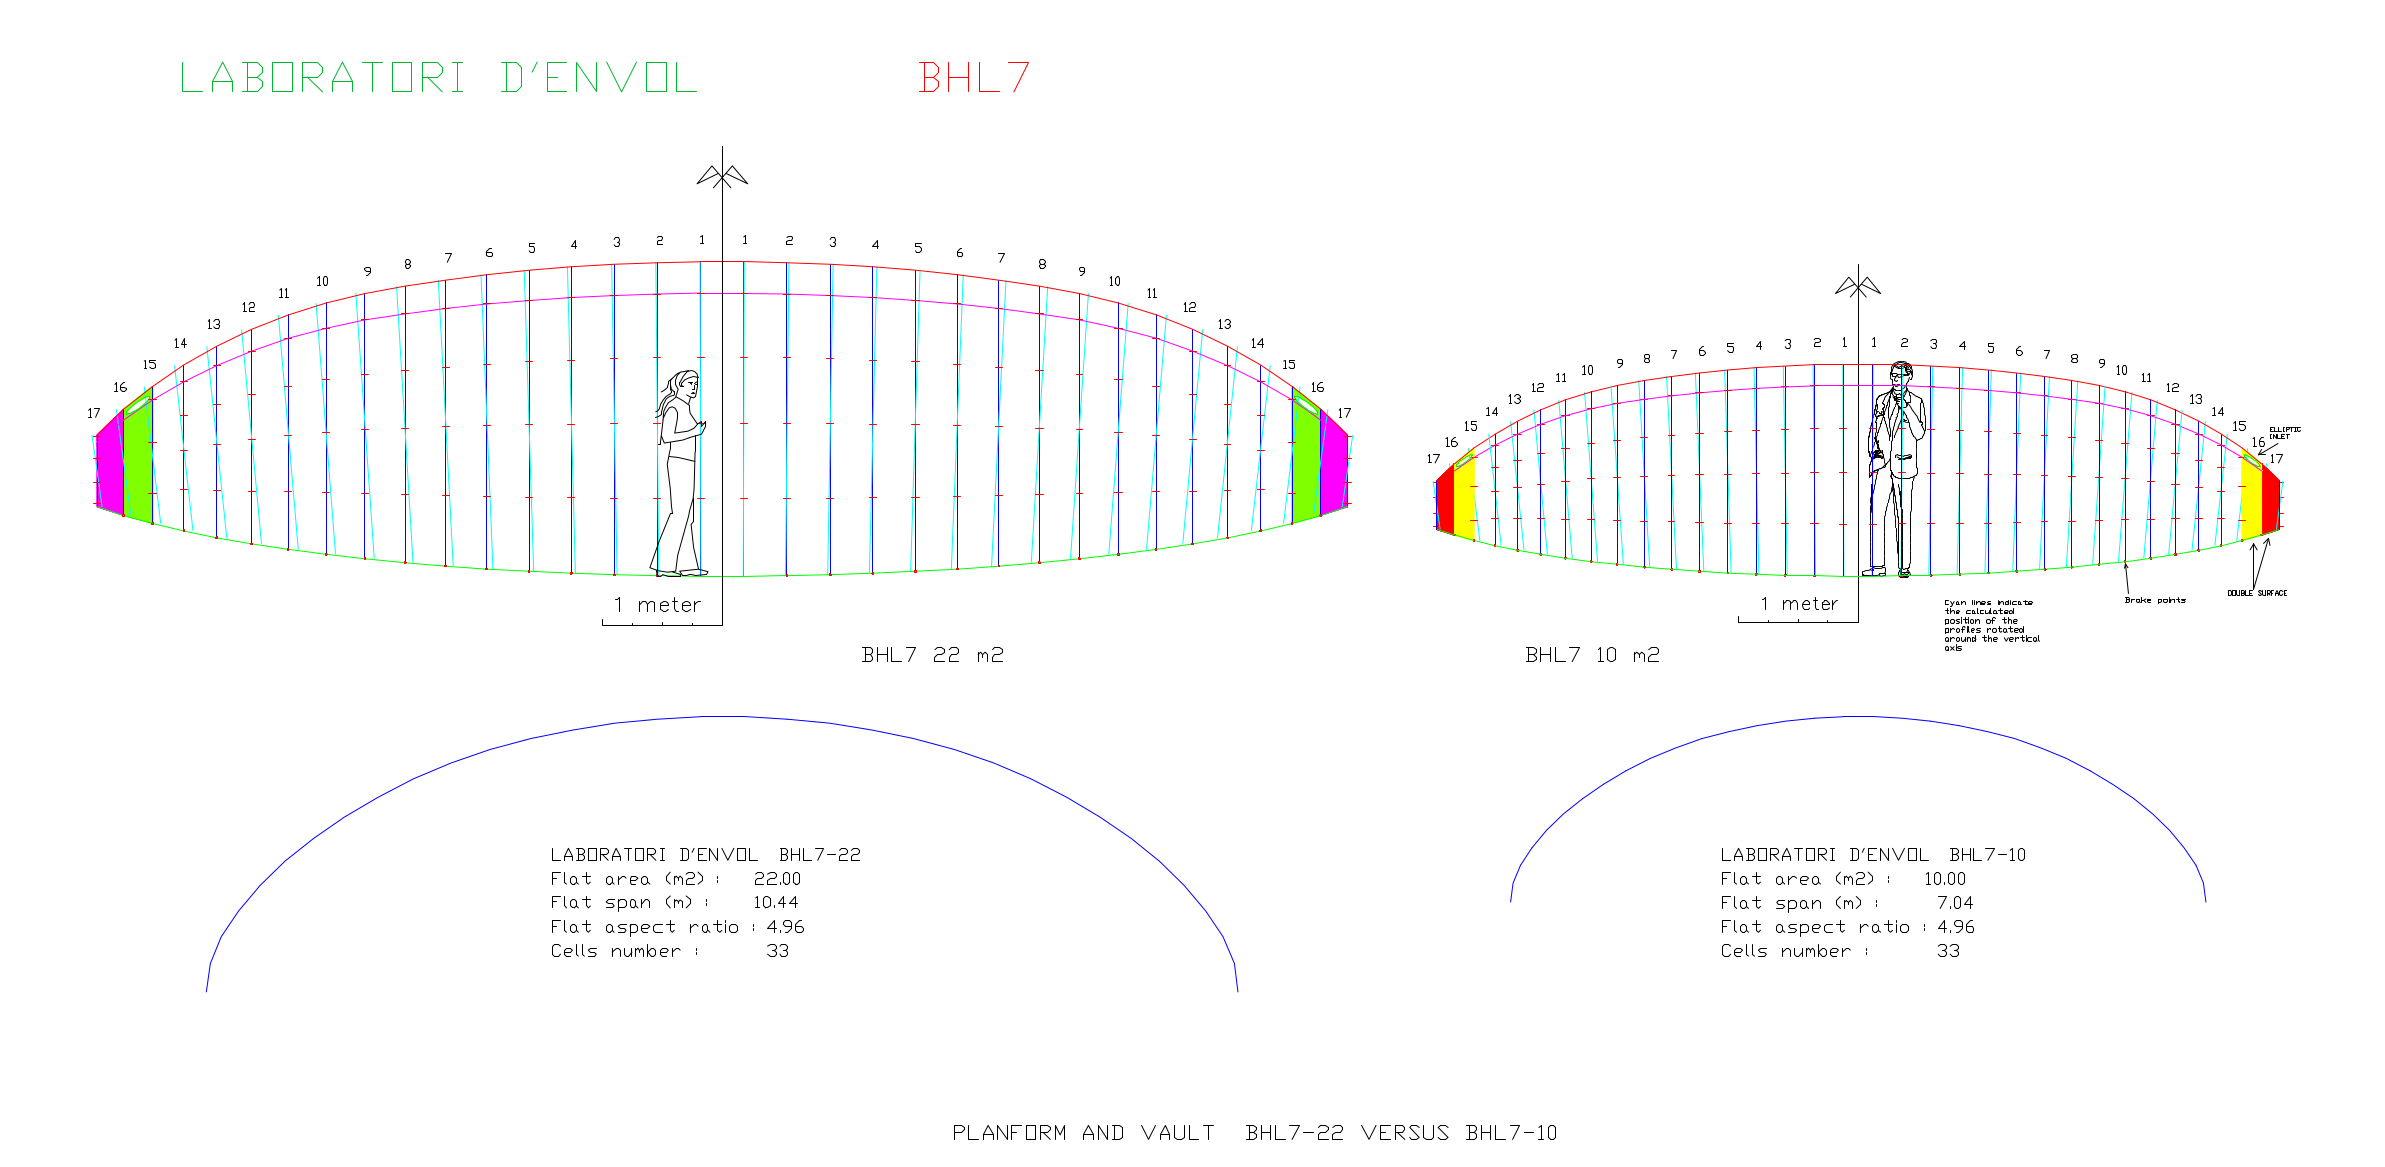 LABORATORI D'ENVOL BHL7
17 16 15 14 13 12 11 10 9 8 7 6 5 4 3 2 1 1 2 3 4 5 6 7 8 9 10 11 12 13 14 15 16 17
17 16 15 14 13 12 11 10 9 8 7 6 5 4 3 2 1 1 2 3 4 5 6 7 8 9 10 11 12 13 14 15 16 17
ELLIPTIC
INLET
1 meter
1 meter
Cyan lines indicate
the calculated
position of the
profiles rotated
around the vertical
axis
Brake points
DOUBLE SURFACE
BHL7 22 m2
BHL7 10 m2
LABORATORI D'ENVOL BHL7-22
Flat area (m2) : 22.00
Flat span (m) : 10.44
Flat aspect ratio : 4.96
Cells number : 33
LABORATORI D'ENVOL BHL7-10
Flat area (m2) : 10.00
Flat span (m) : 7.04
Flat aspect ratio : 4.96
Cells number : 33
PLANFORM AND VAULT BHL7-22 VERSUS BHL7-10